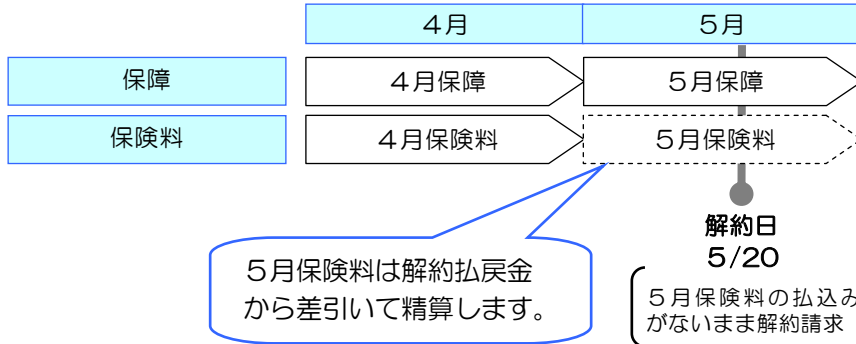 ４月
５月
保障
４月保障
５月保障
保険料
４月保険料
５月保険料
解約日
5/20
５月保険料は解約払戻金
から差引いて精算します。
５月保険料の払込み
がないまま解約請求